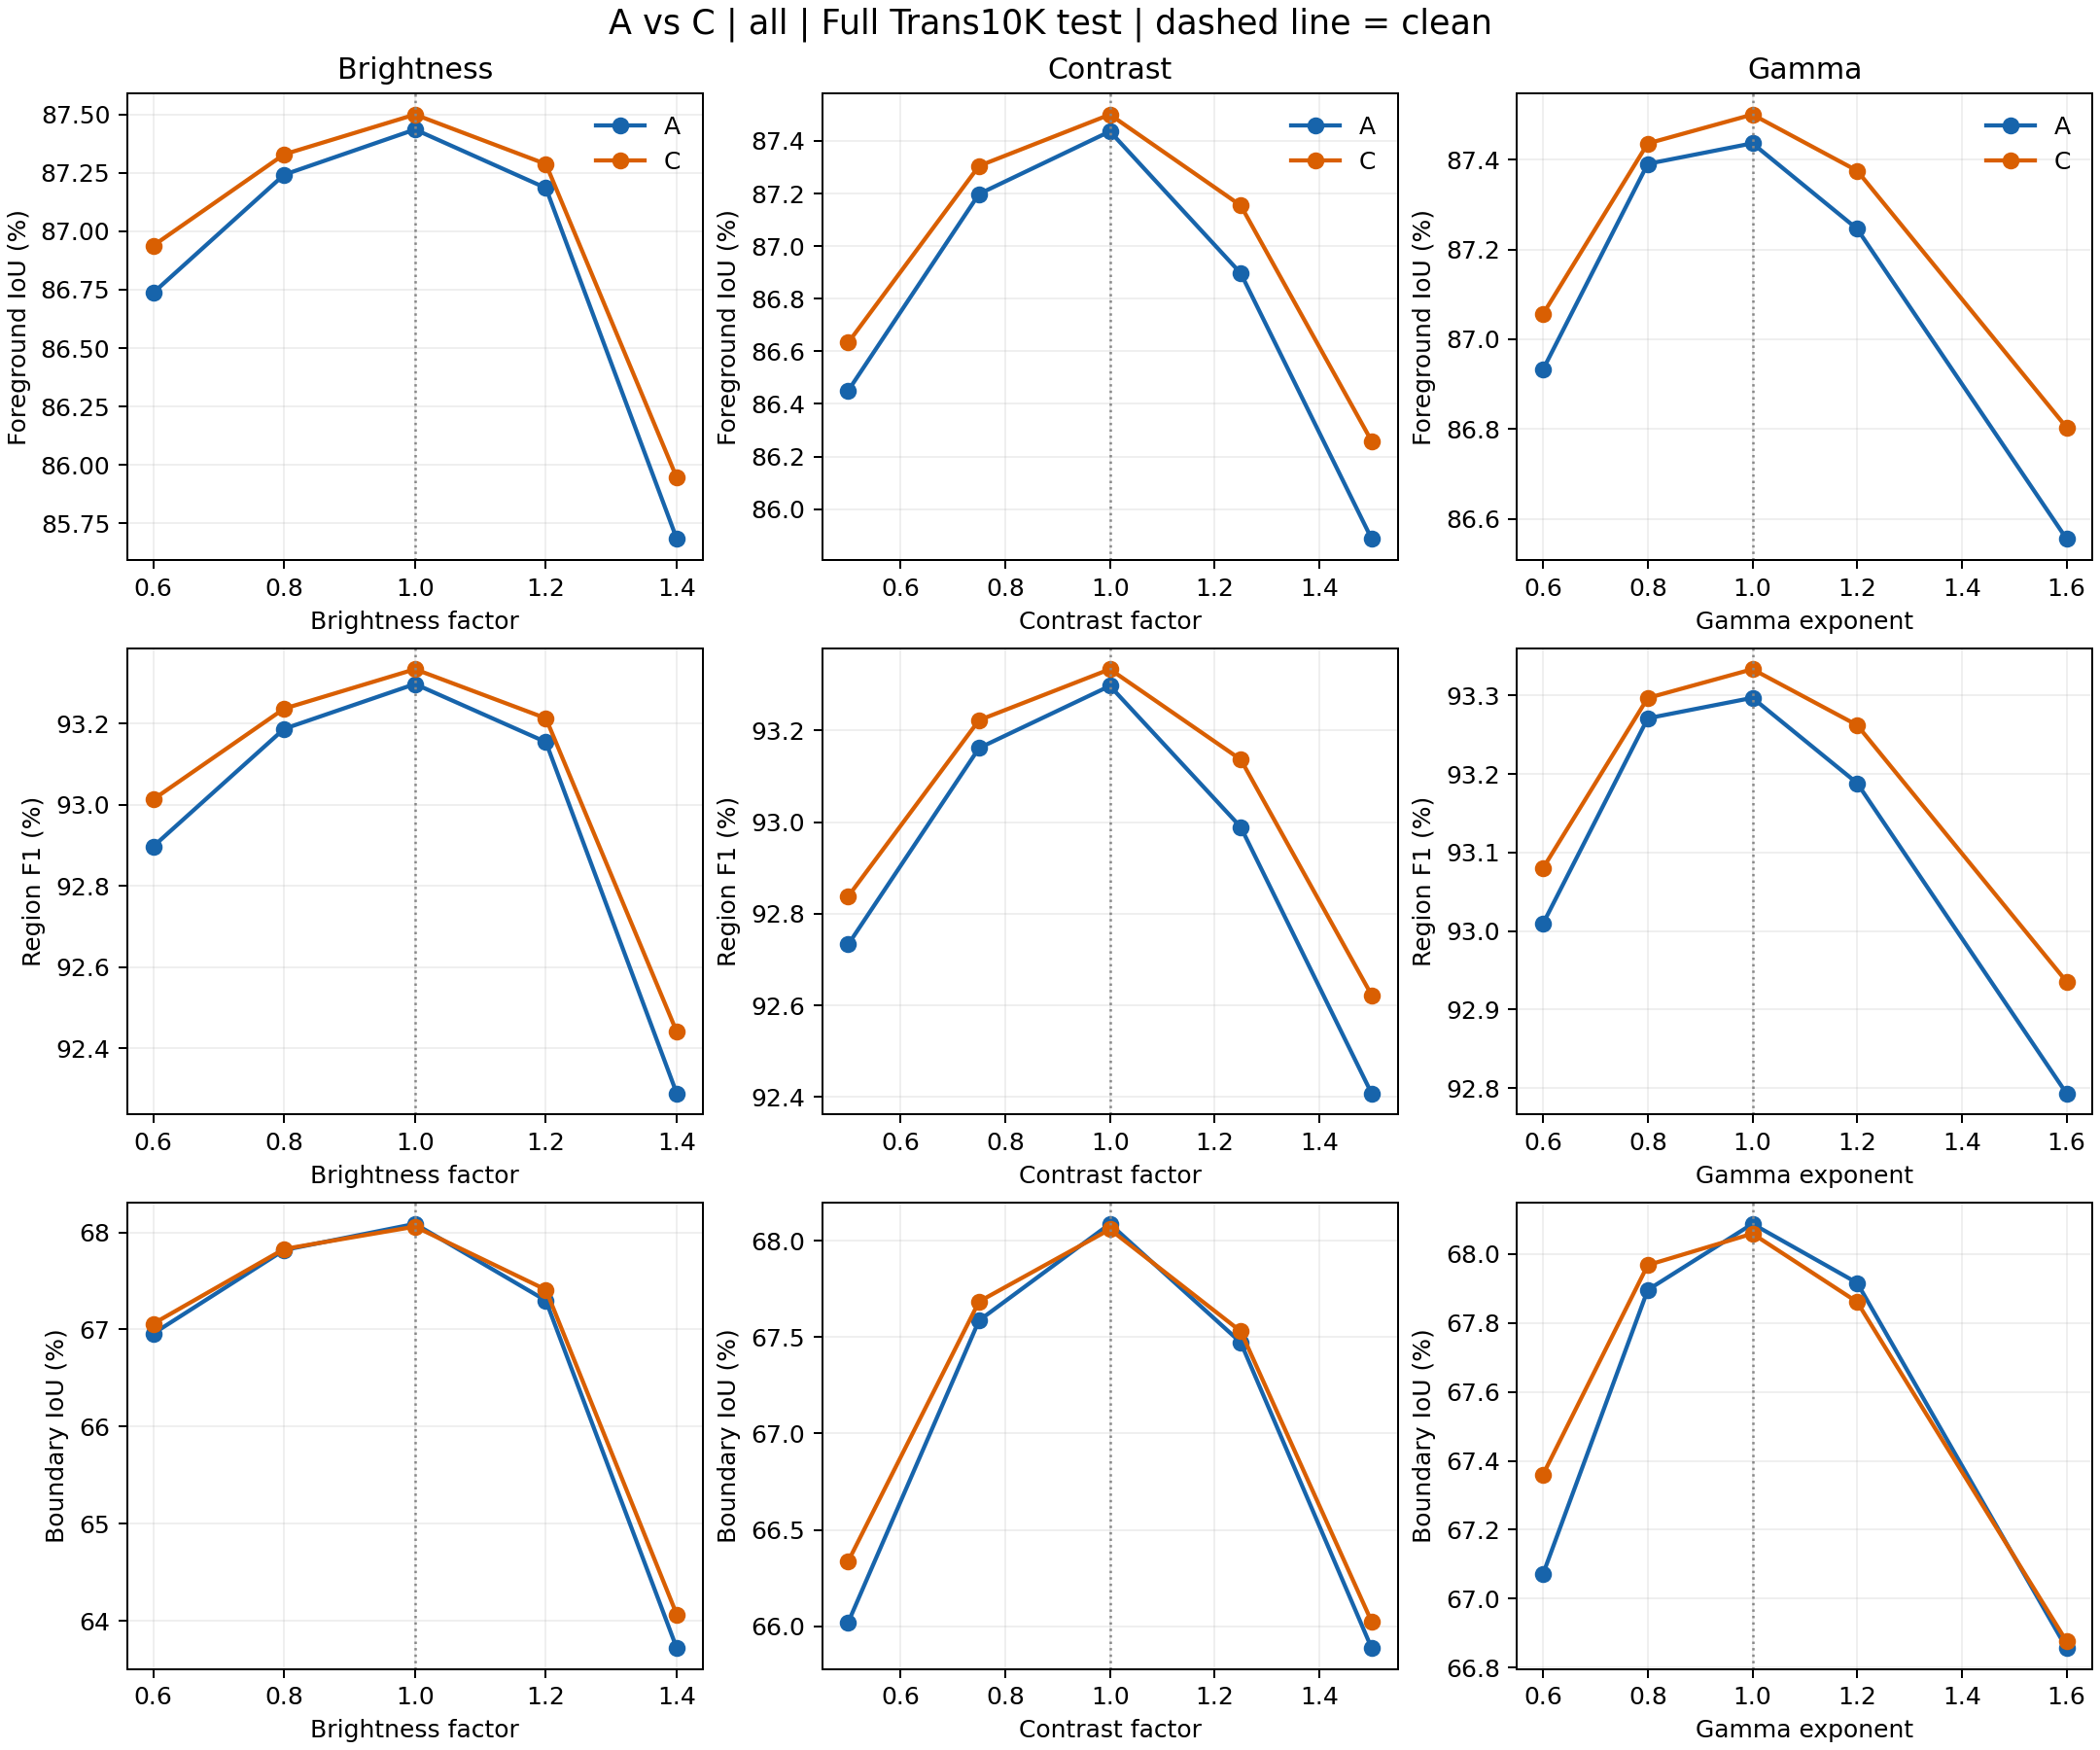 A vs C | all | Full Trans10K test | dashed line = clean
Brightness
Contrast
Gamma
87.50
87.25
87.00
86.75
86.50
86.25
86.00
85.75
Foreground IoU (%)
A
C
0.6 0.8 1.0 1.2 1.4
Brightness factor
87.4
87.2
87.0
86.8
86.6
86.4
86.2
86.0
Foreground IoU (%)
A
C
0.6 0.8 1.0 1.2 1.4
Contrast factor
87.4
87.2
87.0
86.8
86.6
Foreground IoU (%)
A
C
0.6 0.8 1.0 1.2 1.4 1.6
Gamma exponent
93.2
93.0
92.8
92.6
92.4
Region F1 (%)
0.6 0.8 1.0 1.2 1.4
Brightness factor
93.2
93.0
92.8
92.6
92.4
Region F1 (%)
0.6 0.8 1.0 1.2 1.4
Contrast factor
93.3
93.2
93.1
93.0
92.9
92.8
Region F1 (%)
0.6 0.8 1.0 1.2 1.4 1.6
Gamma exponent
68
67
66
65
64
Boundary IoU (%)
0.6 0.8 1.0 1.2 1.4
Brightness factor
68.0
67.5
67.0
66.5
66.0
Boundary IoU (%)
0.6 0.8 1.0 1.2 1.4
Contrast factor
68.0
67.8
67.6
67.4
67.2
67.0
66.8
Boundary IoU (%)
0.6 0.8 1.0 1.2 1.4 1.6
Gamma exponent